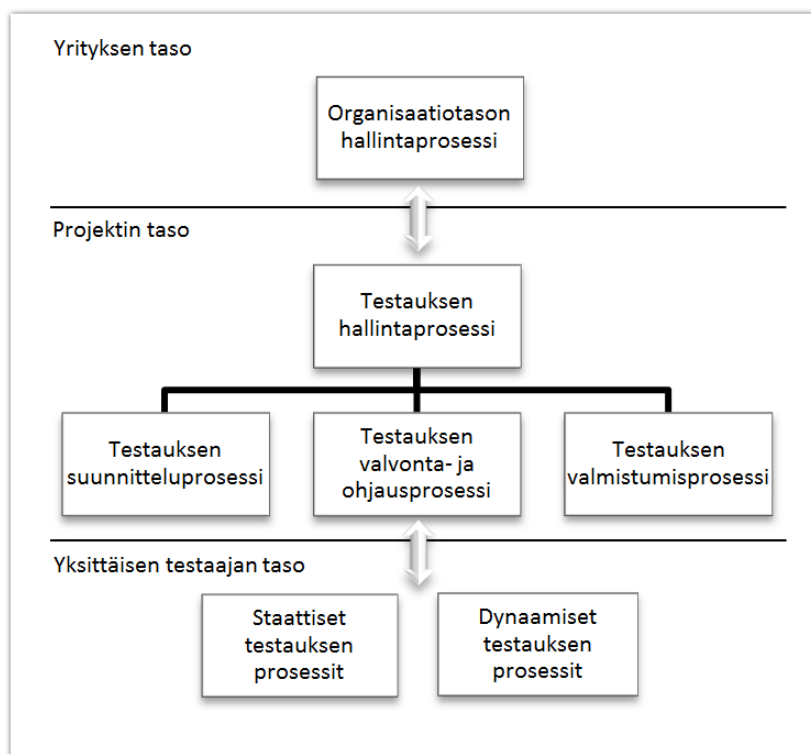 Yrityksen taso
Organisaatiotason
hallintaprosessi
Projektin taso
Testauksen
hallintaprosessi
Testauksen
suunnitteluprosessi
Testauksen
valvonta- ja
ohjausprosessi
Testauksen
valmistumisprosessi
Yksittäisen testaajan taso
Staattiset
testauksen
prosessit
Dynaamiset
testauksen
prosessit